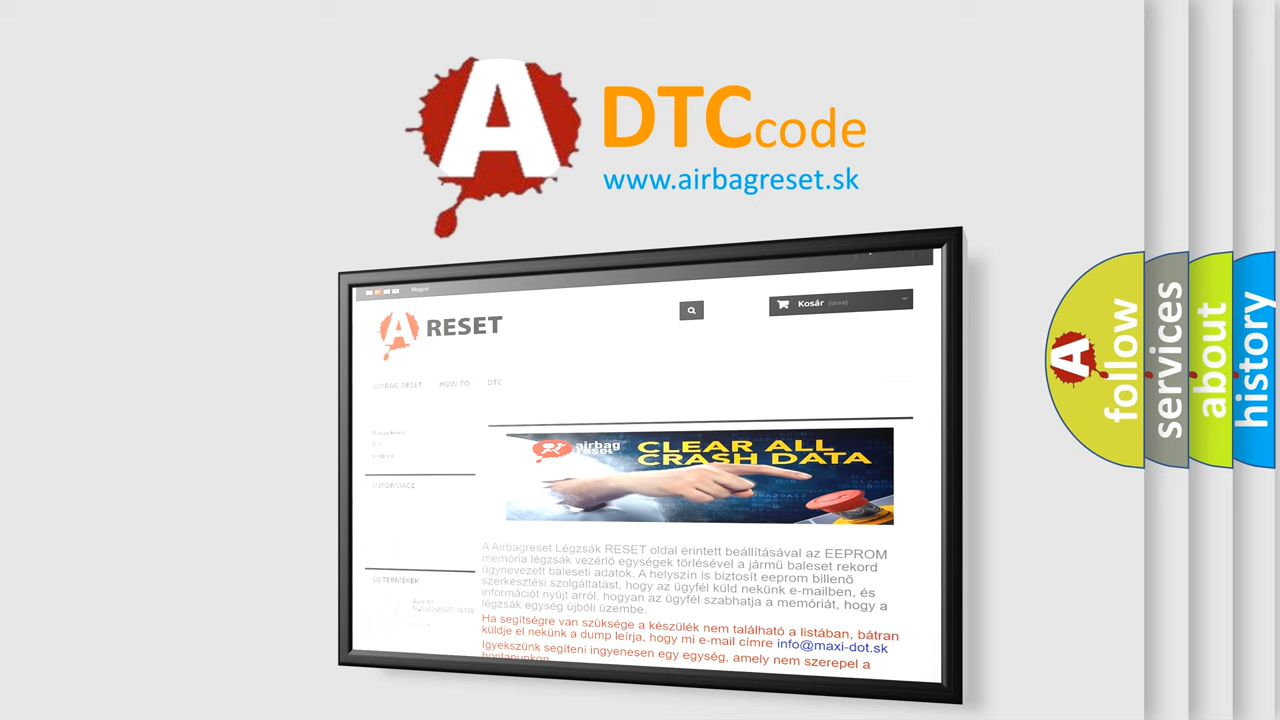 A
DTCcode
www.airbagreset.sk
Magyar
A RESET
Kosár (üres)
AIRBAG RESET HOW TO DTC
INFORMACE
ÚJ TERMÉKEK
airbag
reset
CLEAR ALL
CRASH DATA
A Airbagreset Légzsák RESET oldal érintett beállításával az EEPROM
memória légzsák vezérlő egységek törlésével a jármű baleset rekord
úgynevezett baleseti adatok. A helyszín is biztosít eeprom billenő
szerkesztési szolgáltatást, hogy az ügyfél küld nekünk e-mailben, és
információt nyújt arról, hogyan az ügyfél szabhatja a memóriát, hogy a
légzsák egység újbóli üzembe.
Ha segítségre van szüksége a készülék nem található a listában, bátran
küldje el nekünk a dump leírja, hogy mi e-mail címre info@maxi-dot.sk
Igyekszünk segíteni ingyenesen egy egység, amely nem szerepel a
honlapunkon
A
follow
services
about
history